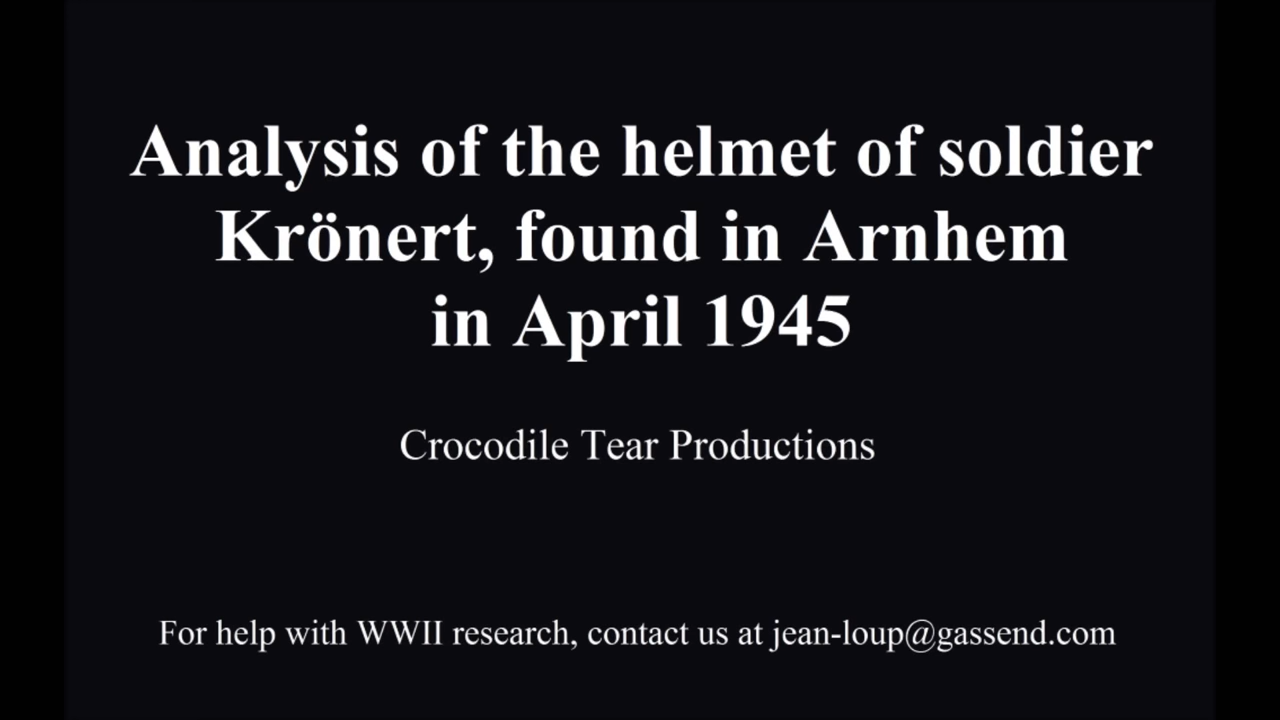 Analysis of the helmet of soldier
Krönert, found in Arnhem
in April 1945
Crocodile Tear Productions
For help with WWII research, contact us at jean-loup@gassend.com